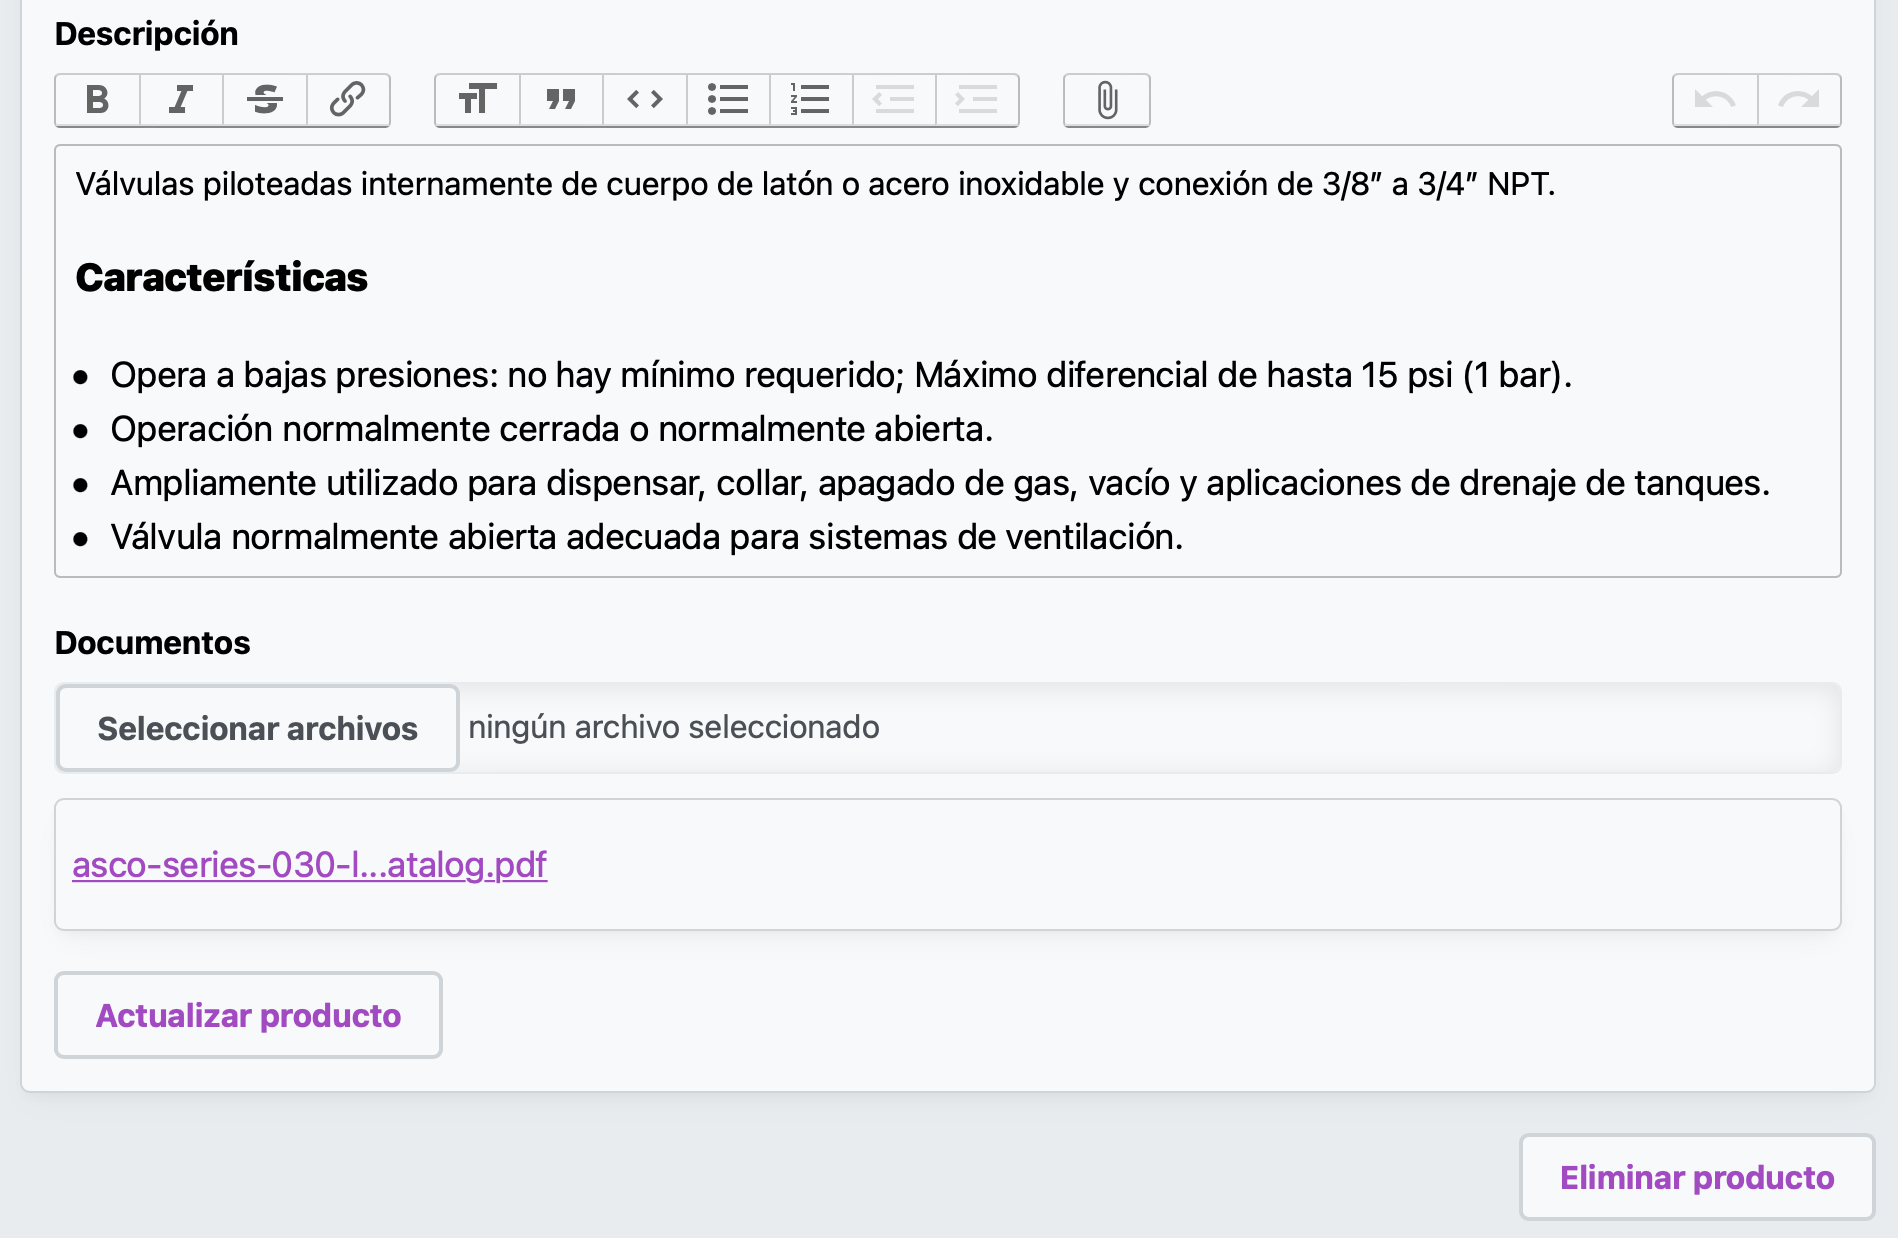 Descripción
Válvulas piloteadas internamente de cuerpo de latón o acero inoxidable y conexión de 3/8” a 3/4” NPT.
Características
• Opera a bajas presiones: no hay mínimo requerido; Máximo diferencial de hasta 15 psi (1 bar).
• Operación normalmente cerrada o normalmente abierta.
• Ampliamente utilizado para dispensar, collar, apagado de gas, vacío y aplicaciones de drenaje de tanques.
• Válvula normalmente abierta adecuada para sistemas de ventilación.
Documentos
Seleccionar archivos ningún archivo seleccionado
asco-series-030-l...atalog.pdf
Actualizar producto
Eliminar producto